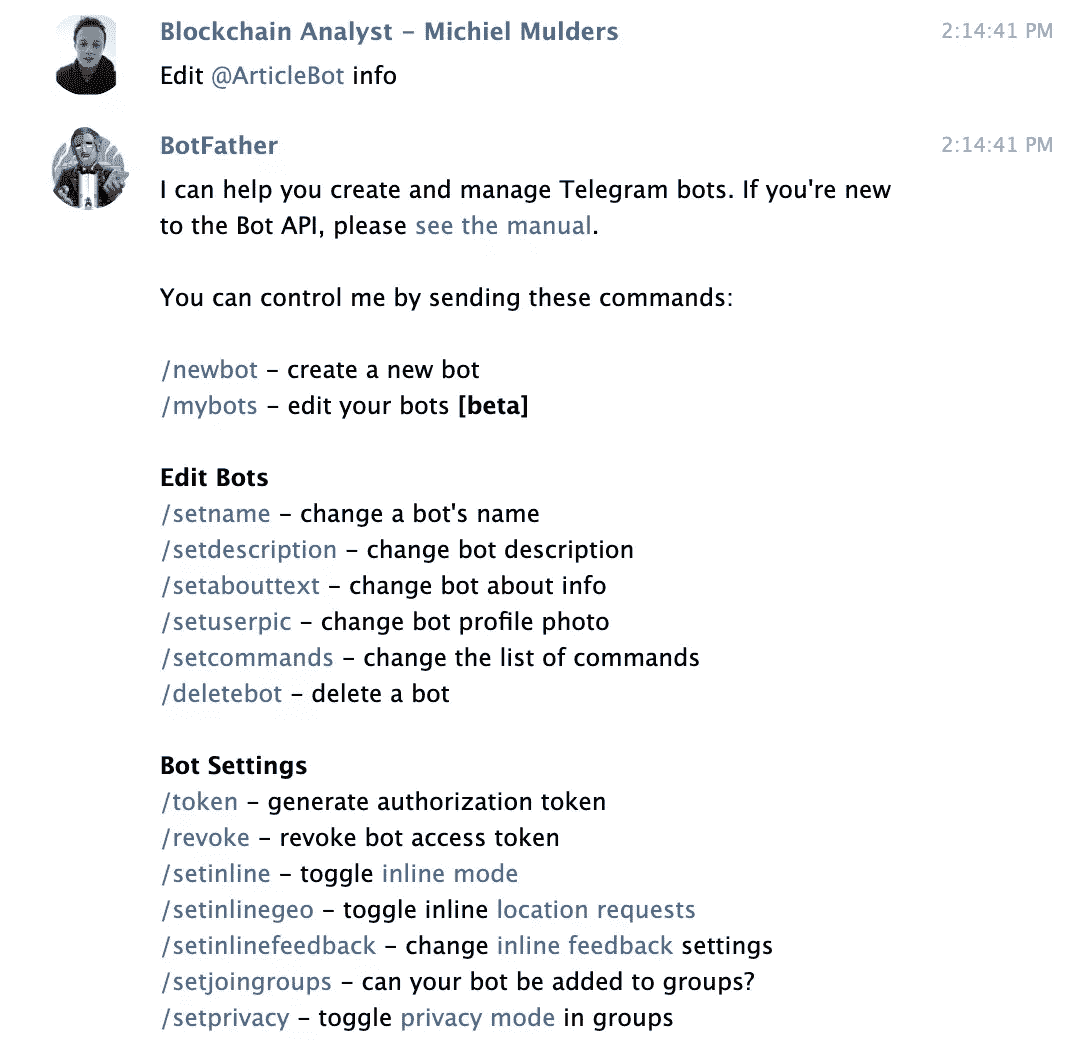 Blockchain Analyst – Michiel Mulders 2:14:41 PM
Edit @ArticleBot info
BotFather 2:14:41 PM
I can help you create and manage Telegram bots. If you're new
to the Bot API, please see the manual.
You can control me by sending these commands:
/newbot – create a new bot
/mybots – edit your bots [beta]
Edit Bots
/setname – change a bot's name
/setdescription – change bot description
/setabouttext – change bot about info
/setuserpic – change bot profile photo
/setcommands – change the list of commands
/deletebot – delete a bot
Bot Settings
/token – generate authorization token
/revoke – revoke bot access token
/setinline – toggle inline mode
/setinlinegeo – toggle inline location requests
/setinlinefeedback – change inline feedback settings
/setjoingroups – can your bot be added to groups?
/setprivacy – toggle privacy mode in groups